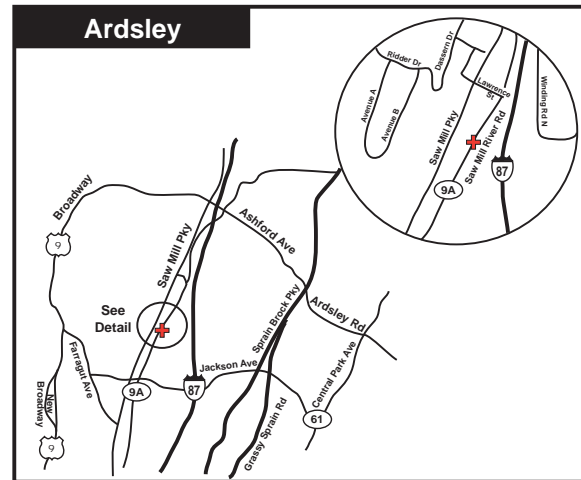 Ardsley
Ridder Dr
Dassern Dr
Avenue A
Avenue B
Lawrence
St
Winding Rd N
Saw Mill Pky
Saw Mill River Rd
9A
87
Broadway
9
Saw Mill Pky
Ashford Ave
See
Detail
Sprain Brock Pky
Ardsley Rd
Farragut Ave
Jackson Ave
Central Park Ave
New
Broadway
9A
87
Grassy Sprain Rd
61
9